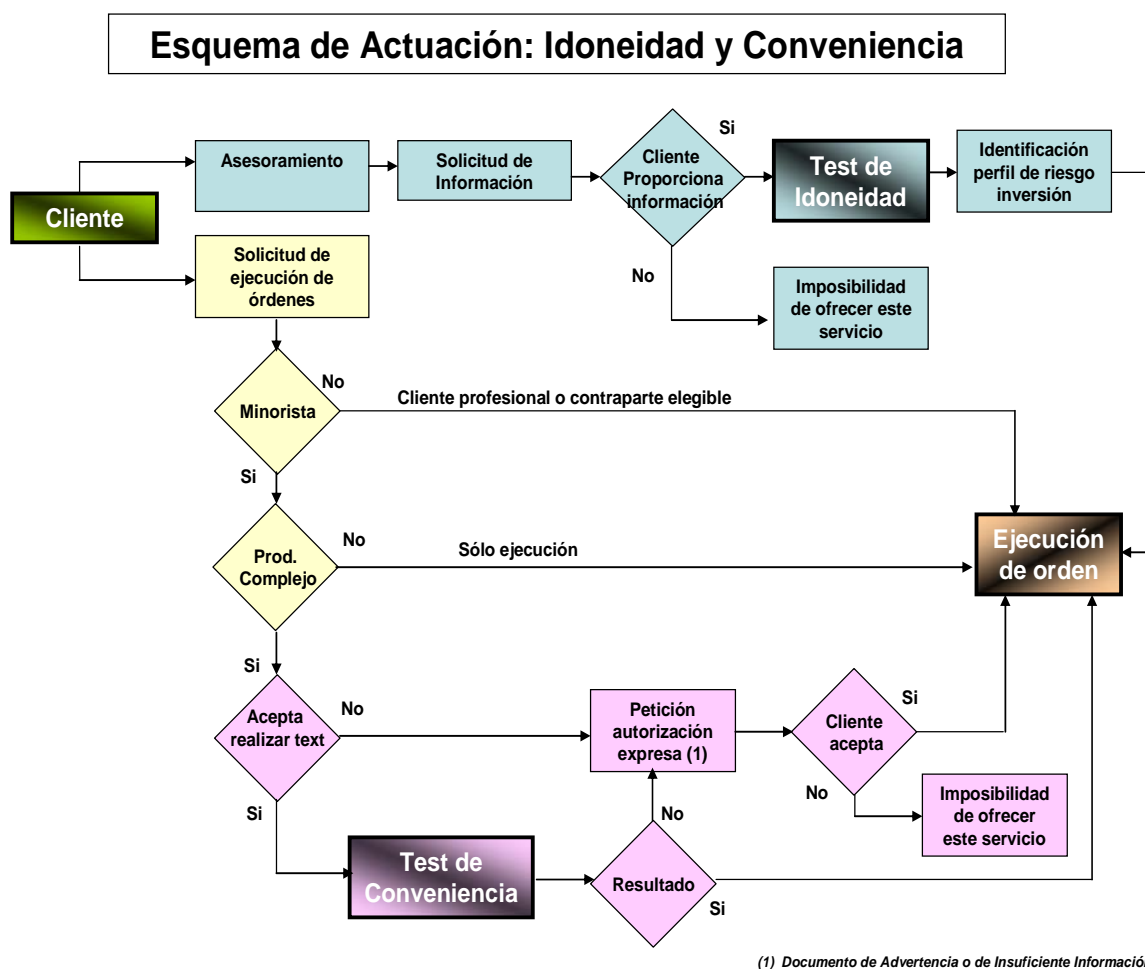 Esquema de Actuación: Idoneidad y Conveniencia
Cliente
Asesoramiento
Solicitud de
Información
Cliente
Proporciona
información
Si
Test de
Idoneidad
Identificación
perfil de riesgo
inversión
No
Imposibilidad
de ofrecer este
servicio
Solicitud de
ejecución de
órdenes
Minorista
No
Cliente profesional o contraparte elegible
Si
Prod.
Complejo
No
Sólo ejecución
Ejecución
de orden
Si
Acepta
realizar text
No
Petición
autorización
expresa (1)
Cliente
acepta
Si
No
Imposibilidad
de ofrecer
este servicio
Si
Test de
Conveniencia
Resultado
No
Si
(1) Documento de Advertencia o de Insuficiente Información